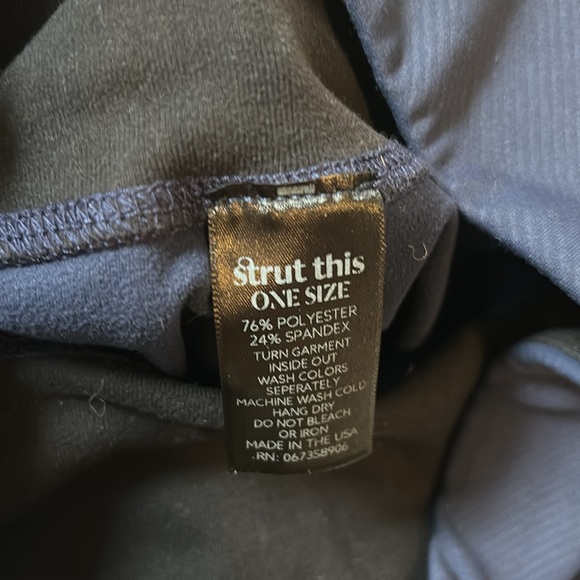 strut this
ONE SIZE
76% POLYESTER
24% SPANDEX
TURN GARMENT
INSIDE OUT
WASH COLORS
SEPERATELY
MACHINE WASH COLD
HANG DRY
DO NOT BLEACH
OR IRON
MADE IN THE USA
RN: 067358906